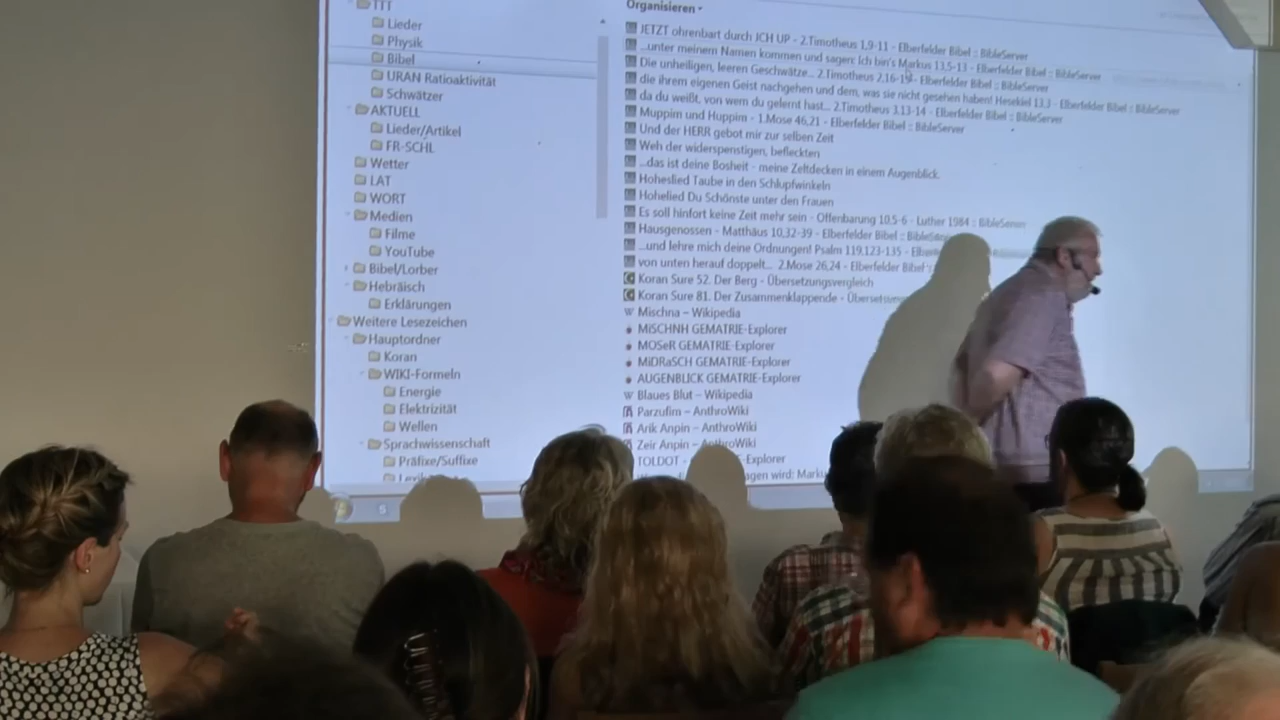 TTT
Lieder
Physik
Bibel
URAN Ratioaktivität
Schwätzer
AKTUELL
Lieder/Artikel
FR-SCHL
Wetter
LAT
WORT
Medien
Filme
YouTube
Bibel/Lorber
Hebräisch
Erklärungen
Weitere Lesezeichen
Hauptordner
Koran
WIKI-Formeln
Energie
Elektrizität
Wellen
Sprachwissenschaft
Präfixe/Suffixe
Organisieren
JETZT ohrenbart durch ICH UP - 2.Timotheus 1,9-11 - Elberfelder Bibel :: BibleServer
...unter meinem Namen kommen und sagen: Ich bin's Markus 13,5-13 - Elberfelder Bibel :: BibleServer
Die unheiligen, leeren Geschwätze... 2.Timotheus 2,16-19 - Elberfelder Bibel :: BibleServer
die ihrem eigenen Geist nachgehen und dem, was sie nicht gesehen haben! Hesekiel 13,3 - Elberfelder Bibel :: BibleServer
da du weißt, von wem du gelernt hast... 2.Timotheus 3,13-14 - Elberfelder Bibel :: BibleServer
Muppim und Huppim - 1.Mose 46,21 - Elberfelder Bibel :: BibleServer
Und der HERR gebot mir zur selben Zeit
Weh der widerspenstigen, befleckten
...das ist deine Bosheit - meine Zeltdecken in einem Augenblick.
Hoheslied Taube in den Schlupfwinkeln
Hohelied Du Schönste unter den Frauen
Es soll hinfort keine Zeit mehr sein - Offenbarung 10,5-6 - Luther 1984 :: BibleServer
Hausgenossen - Matthäus 10,32-39 - Elberfelder Bibel :: BibleServer
...und lehre mich deine Ordnungen! Psalm 119,123-135 -
von unten herauf doppelt... 2.Mose 26,24 - Elberfelder Bibel
Koran Sure 52. Der Berg - Übersetzungsvergleich
Koran Sure 81. Der Zusammenklappende -
Mischna – Wikipedia
MiSCHNH GEMATRIE-Explorer
MOSeR GEMATRIE-Explorer
MiDRaSCH GEMATRIE-Explorer
AUGENBLICK GEMATRIE-Explorer
Blaues Blut – Wikipedia
Parzufim – AnthroWiki
Arik Anpin – AnthroWiki
Zeir Anpin – AnthroWiki
TOLDOT - -Explorer